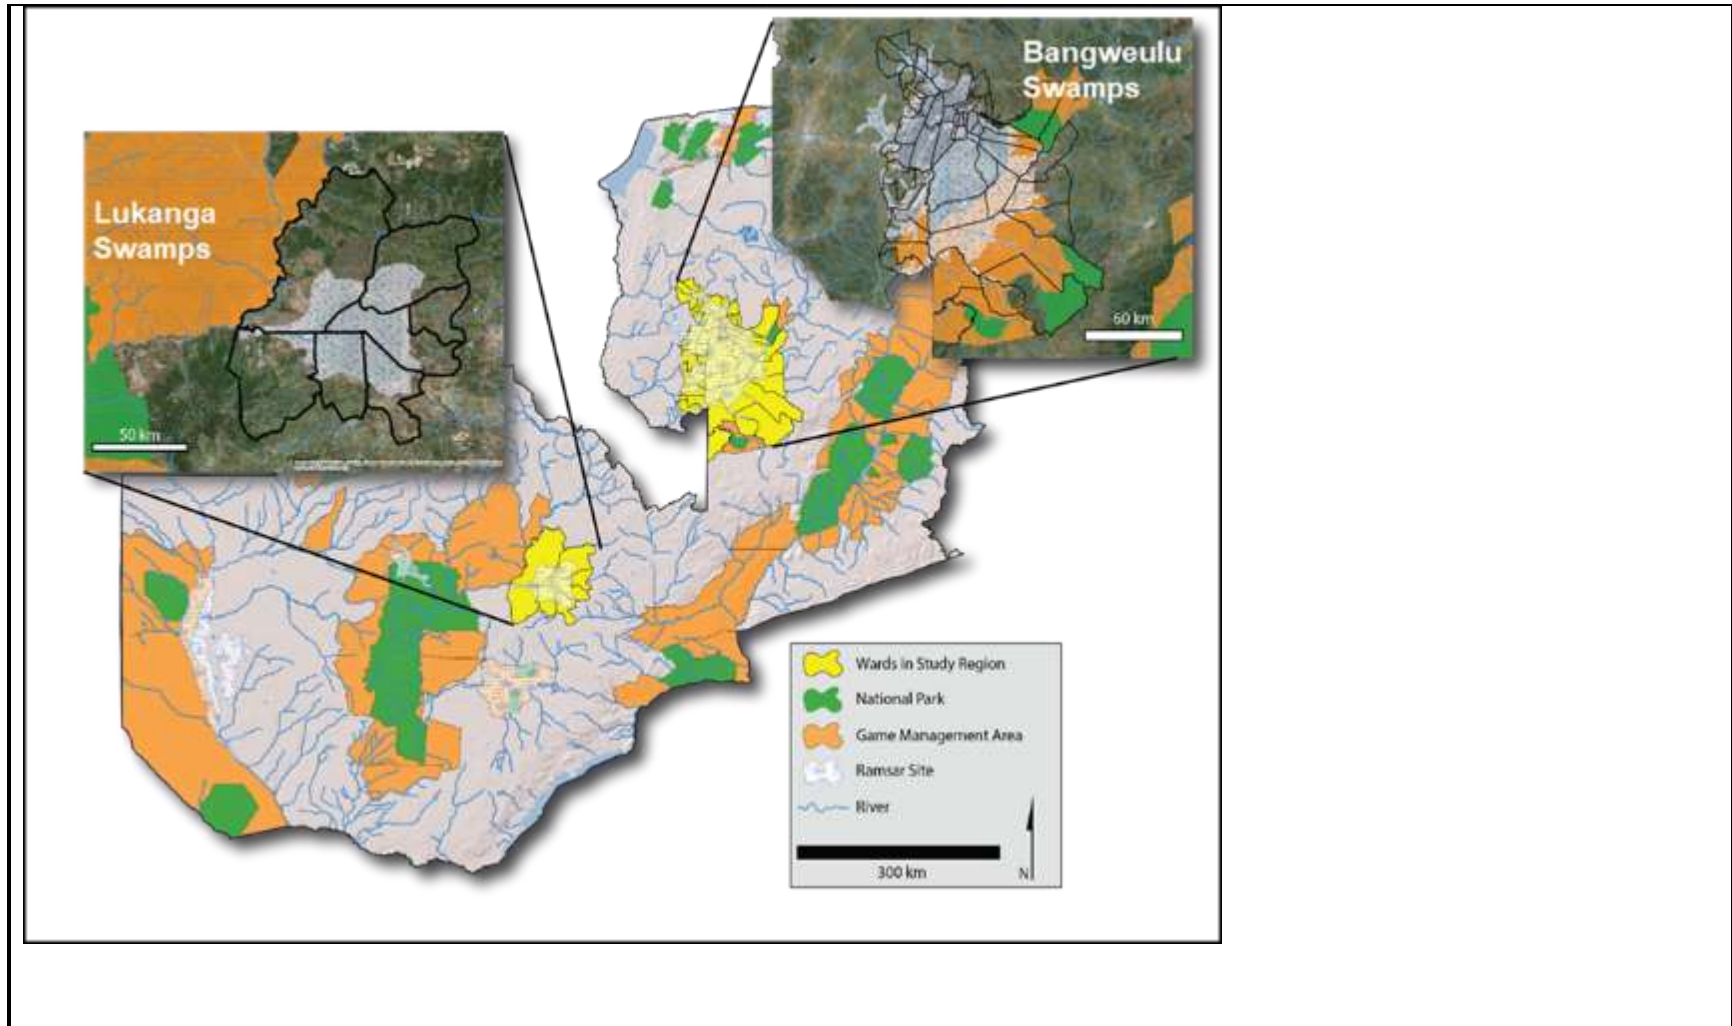 Bangweulu
Swamps
60 km
Lukanga
Swamps
50 km
Wards in Study Region
National Park
Game Management Area
Ramsar Site
River
300 km
N